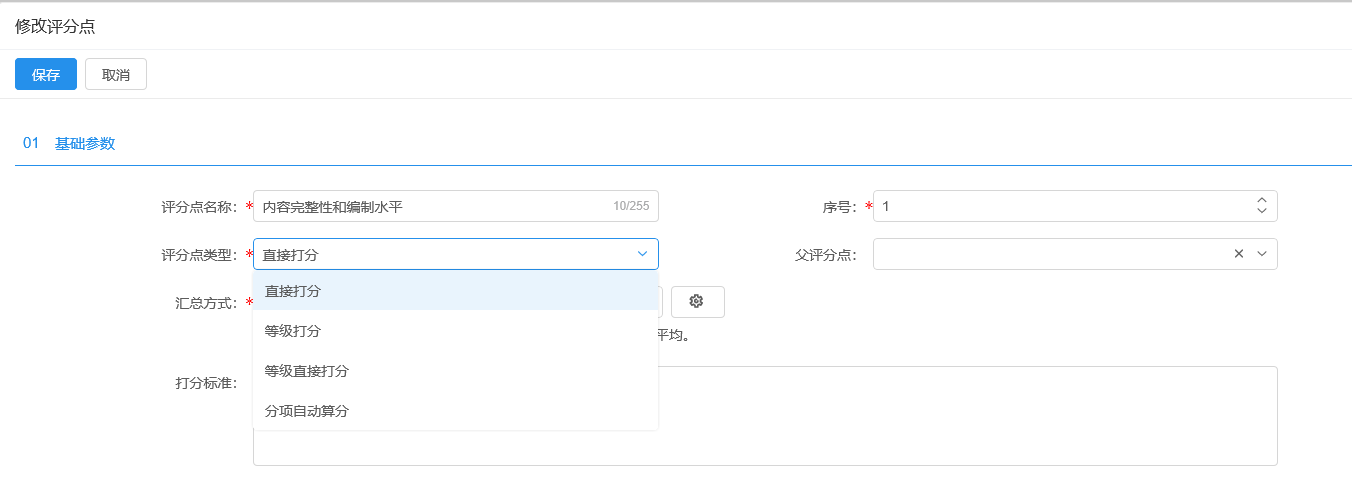 修改评分点
保存 取消
01 基础参数
评分点名称: *内容完整性和编制水平 10/255 序号: *1
评分点类型: *直接打分 父评分点:
直接打分
汇总方式: *
等级打分 平均。
等级直接打分
打分标准:
分项自动算分